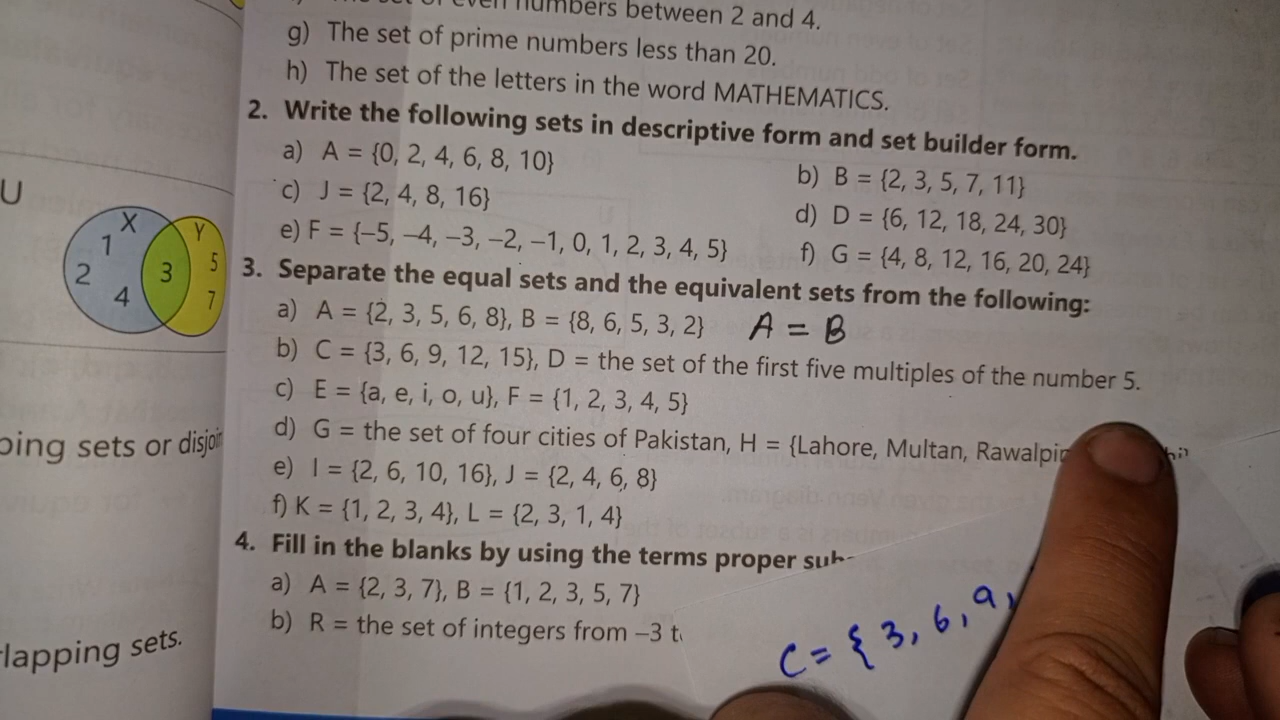 numbers between 2 and 4.
g) The set of prime numbers less than 20.
h) The set of the letters in the word MATHEMATICS.
2. Write the following sets in descriptive form and set builder form.
a) A = {0, 2, 4, 6, 8, 10}
b) B = {2, 3, 5, 7, 11}
c) J = {2, 4, 8, 16}
d) D = {6, 12, 18, 24, 30}
e) F = {–5, –4, –3, –2, –1, 0, 1, 2, 3, 4, 5}
f) G = {4, 8, 12, 16, 20, 24}
3. Separate the equal sets and the equivalent sets from the following:
a) A = {2, 3, 5, 6, 8}, B = {8, 6, 5, 3, 2} A = B
b) C = {3, 6, 9, 12, 15}, D = the set of the first five multiples of the number 5.
c) E = {a, e, i, o, u}, F = {1, 2, 3, 4, 5}
d) G = the set of four cities of Pakistan, H = {Lahore, Multan,
e) I = {2, 6, 10, 16}, J = {2, 4, 6, 8}
f) K = {1, 2, 3, 4}, L = {2, 3, 1, 4}
4. Fill in the blanks by using the terms proper
a) A = {2, 3, 7}, B = {1, 2, 3, 5, 7}
b) R = the set of integers from –3
C = { 3, 6, 9,
U
X Y
1 5
2 3
4 7
sets or
sets.